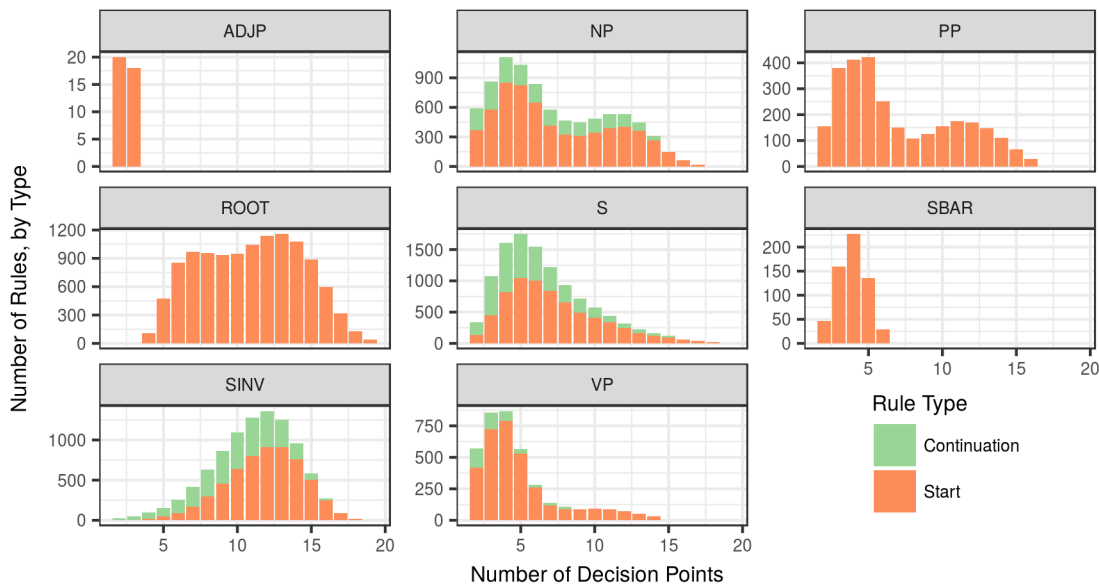 Number of Rules, by Type
ADJP
20
15
10
5
0
NP
900
600
300
0
PP
400
300
200
100
0
ROOT
1200
900
600
300
0
S
1500
1000
500
0
SBAR
200
150
100
50
0
5 10 15 20
SINV
1000
500
0
5 10 15 20
VP
750
500
250
0
5 10 15 20
Number of Decision Points
Rule Type
Continuation
Start